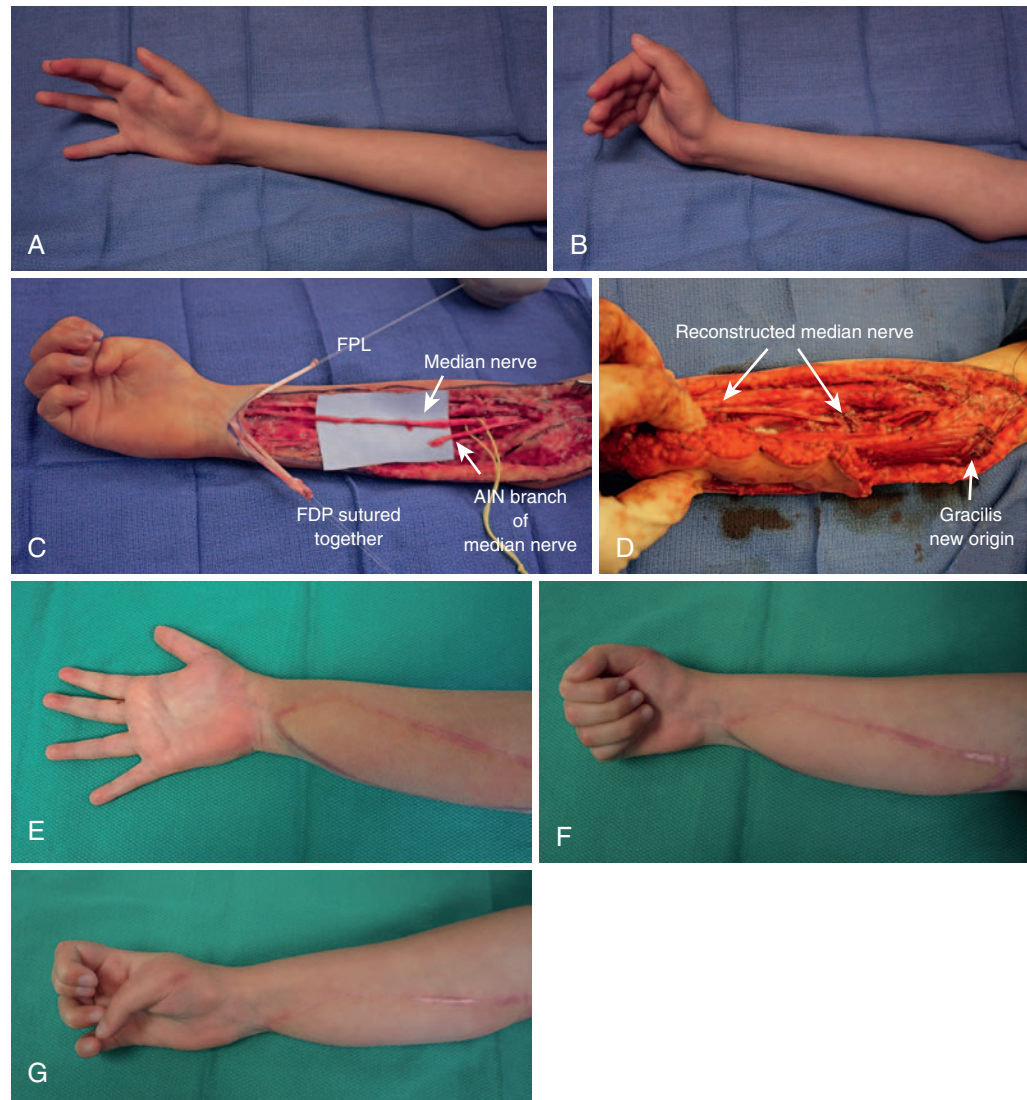 A
B
FPL
Median nerve
FDP sutured
together
AIN branch
of
median nerve
C
Reconstructed median nerve
Gracilis
new origin
D
E
F
G